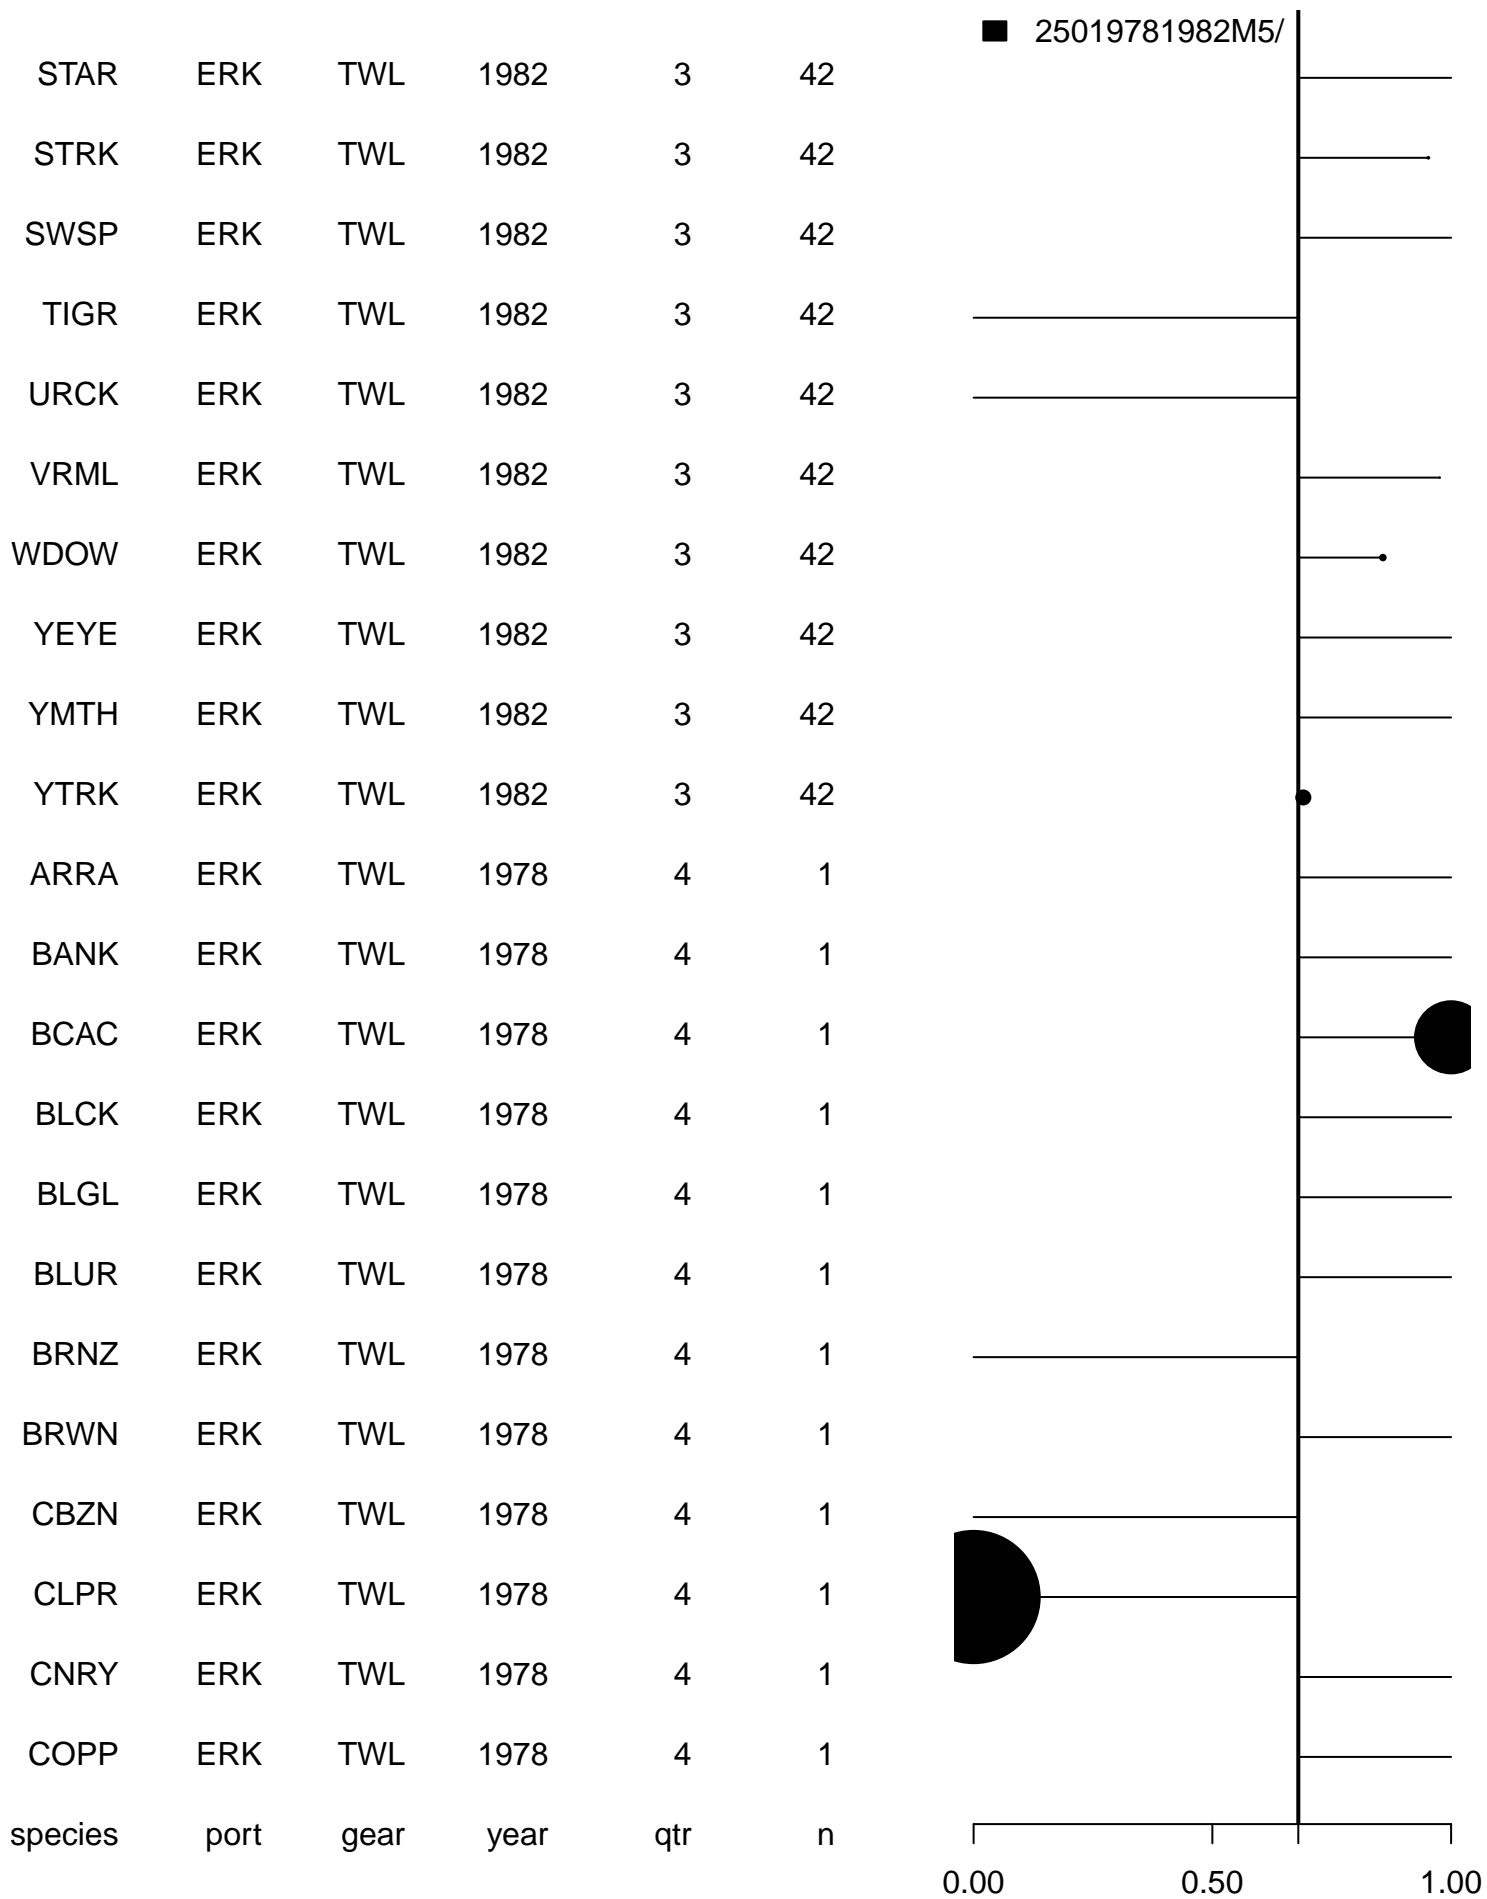 25019781982M5/
STAR ERK TWL 1982 3 42
STRK ERK TWL 1982 3 42
SWSP ERK TWL 1982 3 42
TIGR ERK TWL 1982 3 42
URCK ERK TWL 1982 3 42
VRML ERK TWL 1982 3 42
WDOW ERK TWL 1982 3 42
YEYE ERK TWL 1982 3 42
YMTH ERK TWL 1982 3 42
YTRK ERK TWL 1982 3 42
ARRA ERK TWL 1978 4 1
BANK ERK TWL 1978 4 1
BCAC ERK TWL 1978 4 1
BLCK ERK TWL 1978 4 1
BLGL ERK TWL 1978 4 1
BLUR ERK TWL 1978 4 1
BRNZ ERK TWL 1978 4 1
BRWN ERK TWL 1978 4 1
CBZN ERK TWL 1978 4 1
CLPR ERK TWL 1978 4 1
CNRY ERK TWL 1978 4 1
COPP ERK TWL 1978 4 1
species port gear year qtr n
0.00 0.50 1.00